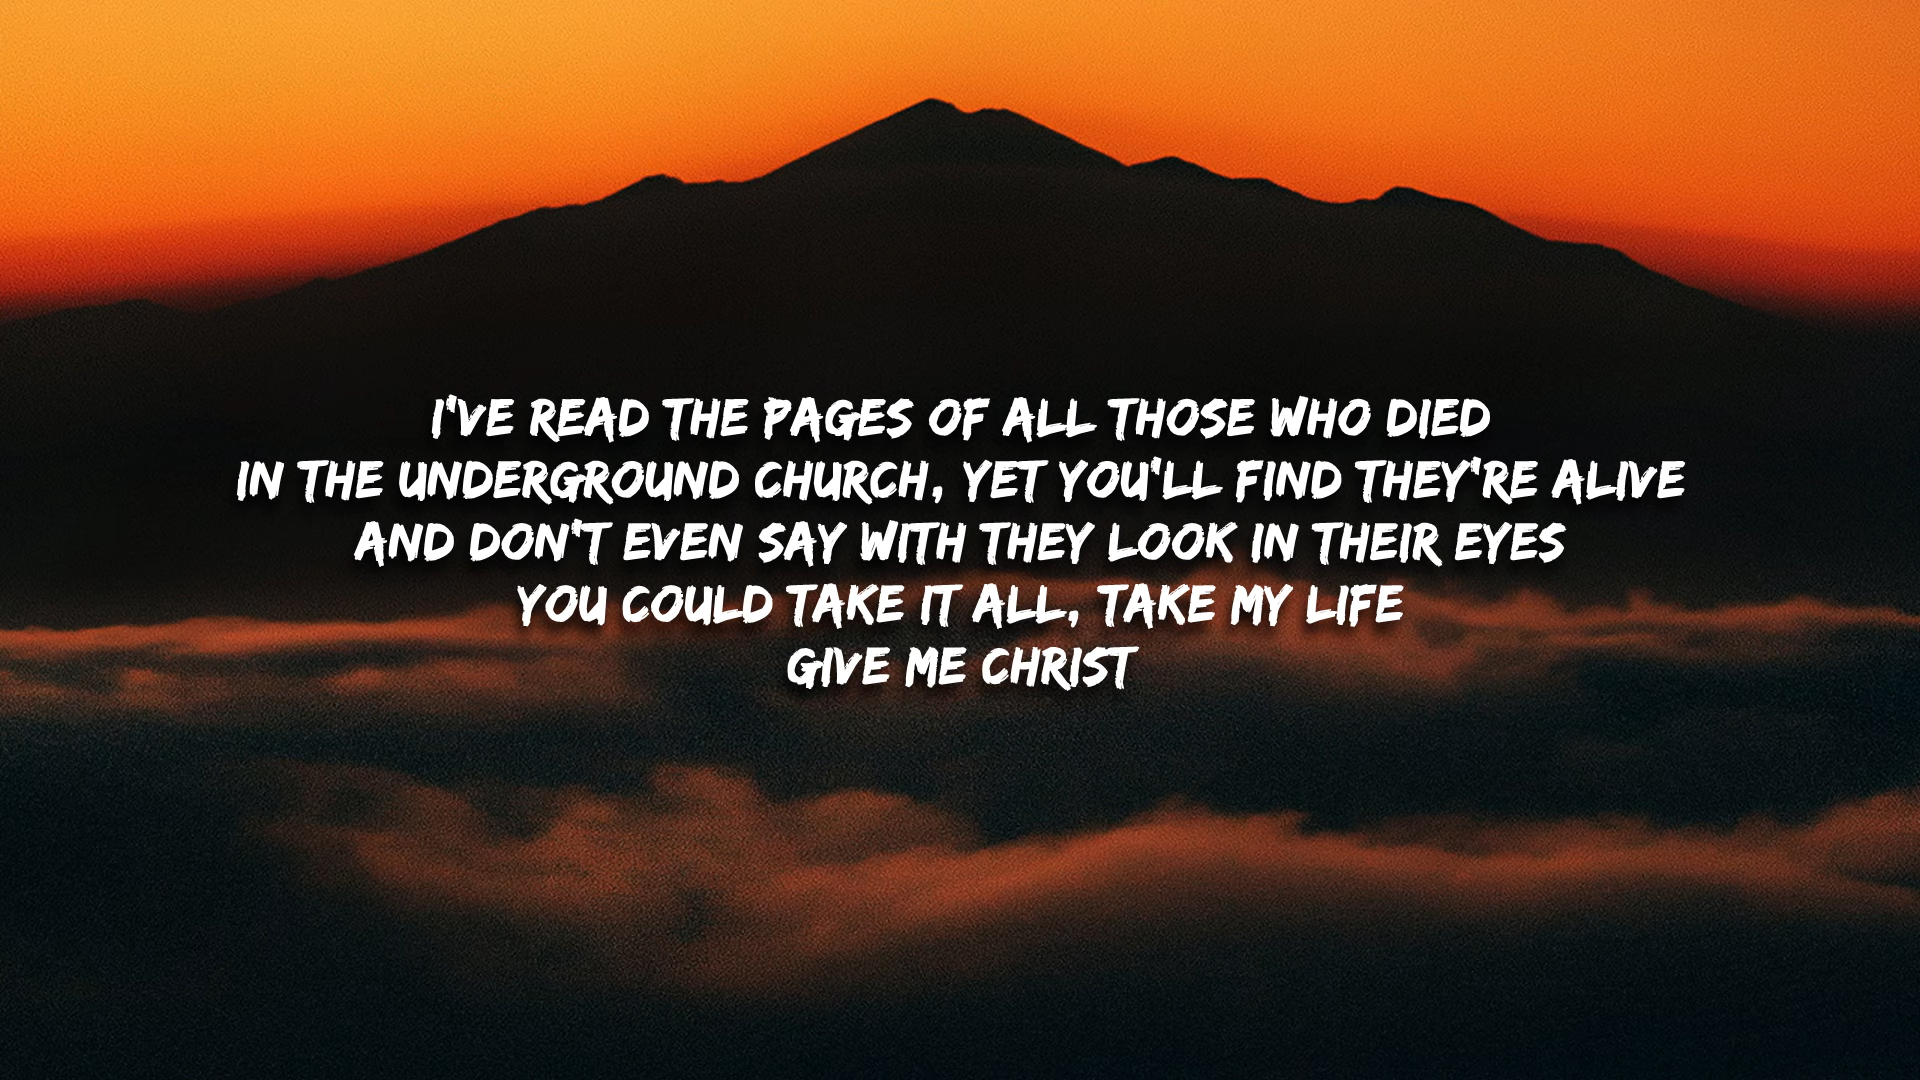 I'VE READ THE PAGES OF ALL THOSE WHO DIED
IN THE UNDERGROUND CHURCH, YET YOU'LL FIND THEY'RE ALIVE
AND DON'T EVEN SAY WITH THEY LOOK IN THEIR EYES
YOU COULD TAKE IT ALL, TAKE MY LIFE
GIVE ME CHRIST